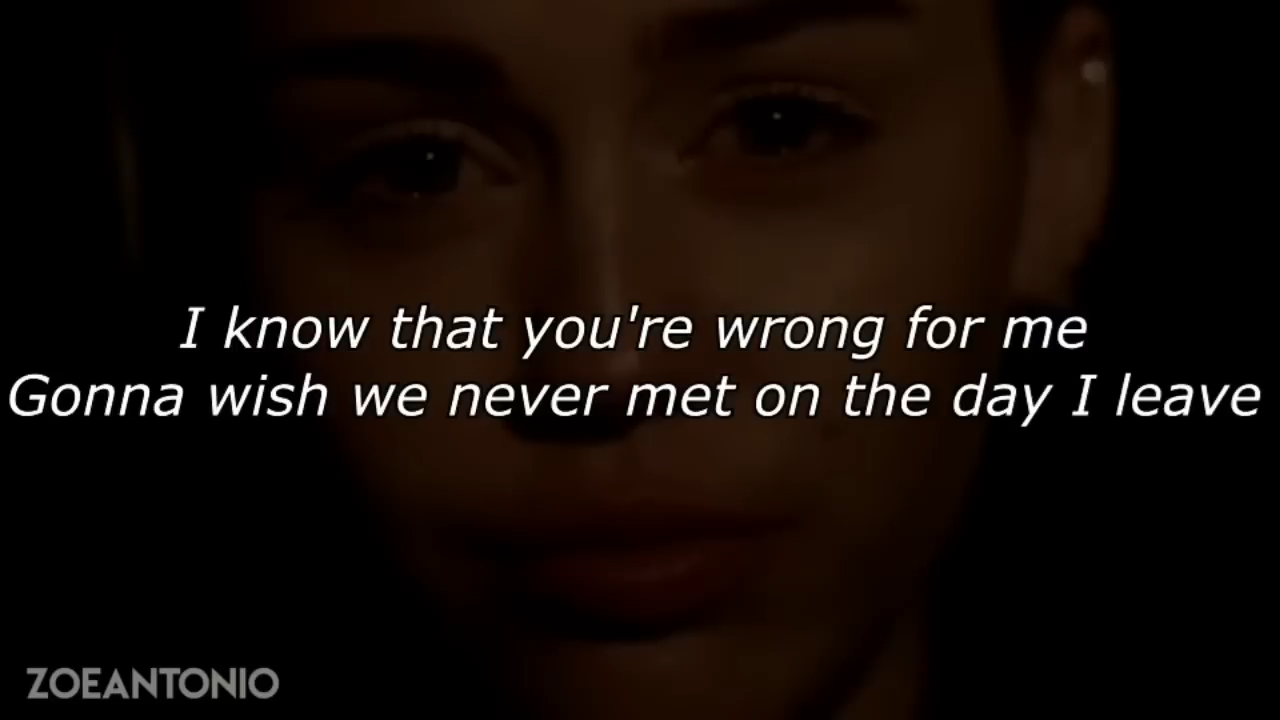 I know that you're wrong for me
Gonna wish we never met on the day I leave
ZOEANTONIO